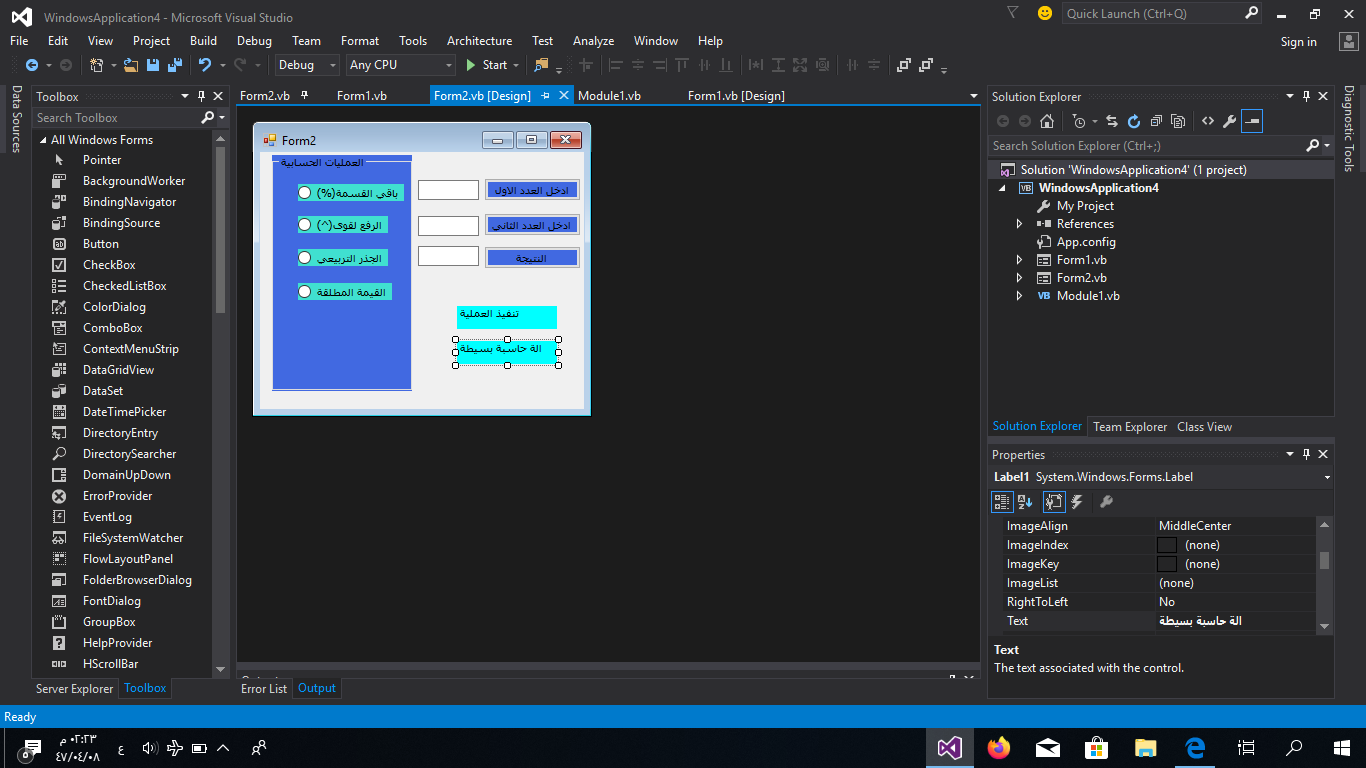 WindowsApplication4 - Microsoft Visual Studio
Quick Launch (Ctrl+Q)
File Edit View Project Build Debug Team Format Tools Architecture Test Analyze Window Help
Sign in
Debug Any CPU Start
Data Sources
Toolbox
Search Toolbox
All Windows Forms
Pointer
BackgroundWorker
BindingNavigator
BindingSource
Button
CheckBox
CheckedListBox
ColorDialog
ComboBox
ContextMenuStrip
DataGridView
DataSet
DateTimePicker
DirectoryEntry
DirectorySearcher
DomainUpDown
ErrorProvider
EventLog
FileSystemWatcher
FlowLayoutPanel
FolderBrowserDialog
FontDialog
GroupBox
HelpProvider
HScrollBar
Server Explorer Toolbox
Form2.vb Form1.vb Form2.vb [Design] Module1.vb Form1.vb [Design]
Form2
العمليات الحسابية
باقي القسمة(%)
الرفع لقوى(^)
الجذر التربيعي
القيمة المطلقة
ادخل العدد الاول
ادخل العدد الثاني
النتيجة
تنفيذ العملية
الة حاسبة بسيطة
Error List Output
Solution Explorer
Search Solution Explorer (Ctrl+;)
Solution 'WindowsApplication4' (1 project)
VB WindowsApplication4
My Project
References
App.config
Form1.vb
Form2.vb
VB Module1.vb
Solution Explorer Team Explorer Class View
Properties
Label1 System.Windows.Forms.Label
ImageAlign MiddleCenter
ImageIndex (none)
ImageKey (none)
ImageList (none)
RightToLeft No
Text الة حاسبة بسيطة
Text
The text associated with the control.
Diagnostic Tools
Ready
٠٢:٢٣ م
٤٧/٠٤/٠٨
ع